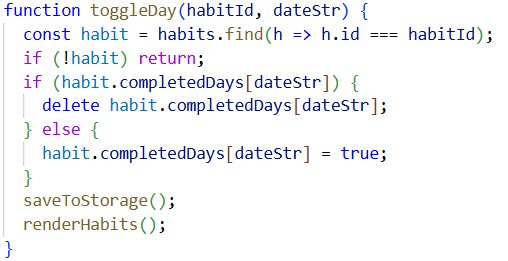 function toggleDay(habitId, dateStr) {
  const habit = habits.find(h => h.id === habitId);
  if (!habit) return;
  if (habit.completedDays[dateStr]) {
    delete habit.completedDays[dateStr];
  } else {
    habit.completedDays[dateStr] = true;
  }
  saveToStorage();
  renderHabits();
}